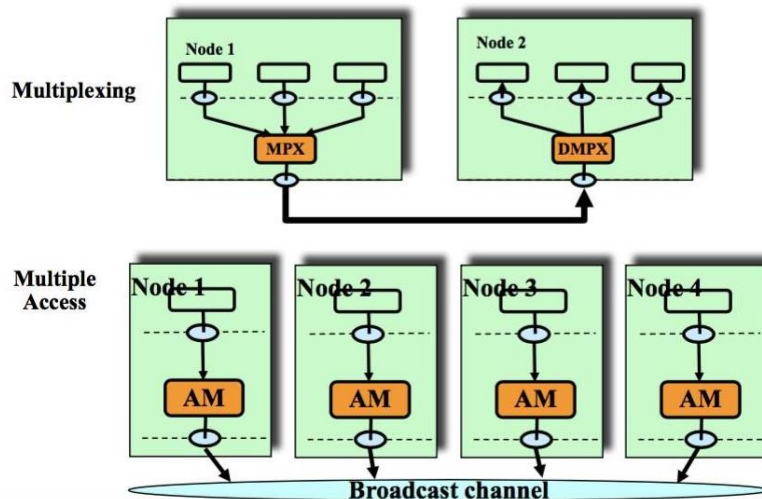 Node 1
Node 2
Multiplexing
MPX
DMPX
Multiple
Access
Node 1
Node 2
Node 3
Node 4
AM
AM
AM
AM
Broadcast channel